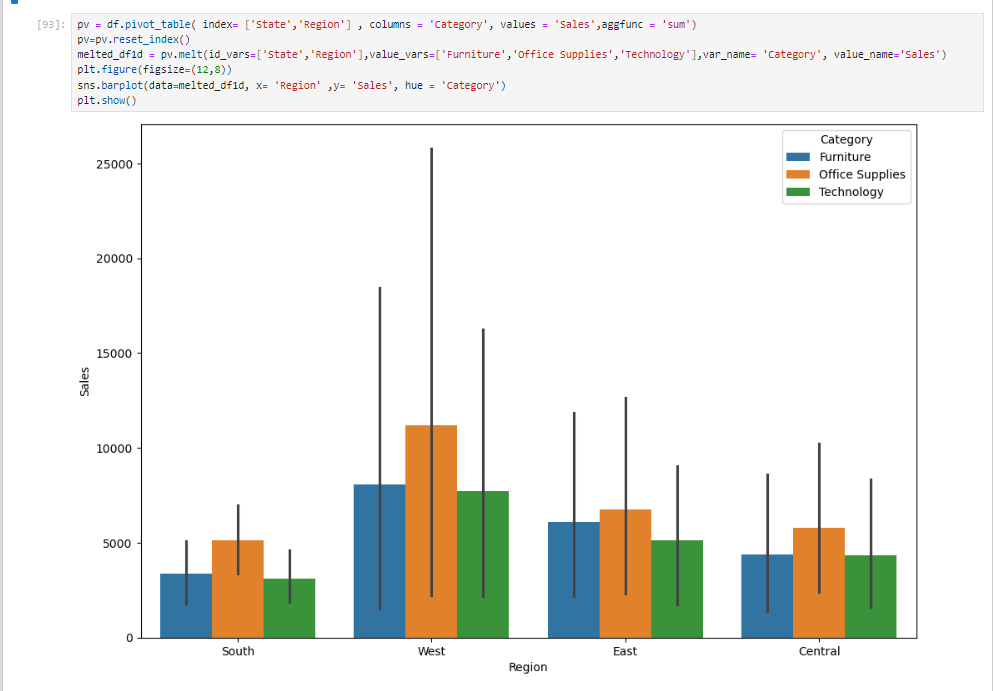 [93]: pv = df.pivot_table( index= ['State','Region'] , columns = 'Category', values = 'Sales',aggfunc = 'sum')
pv=pv.reset_index()
melted_df1d = pv.melt(id_vars=['State','Region'],value_vars=['Furniture','Office Supplies','Technology'],var_name= 'Category', value_name='Sales')
plt.figure(figsize=(12,8))
sns.barplot(data=melted_df1d, x= 'Region' ,y= 'Sales', hue = 'Category')
plt.show()
Category
Furniture
Office Supplies
Technology
25000
20000
15000
10000
5000
0
Sales
South West East Central
Region